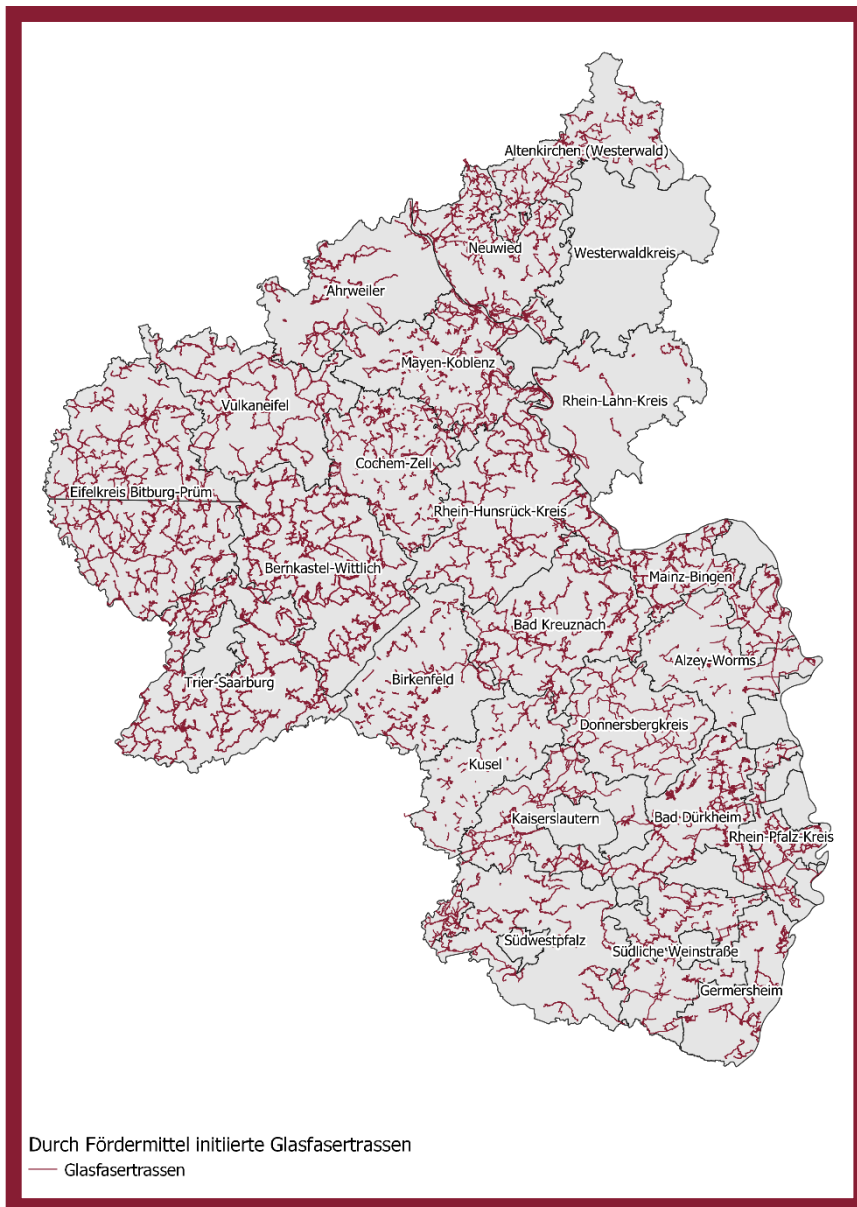 Altenkirchen (Westerwald)
Neuwied
Westerwaldkreis
Ahrweiler
Mayen-Koblenz
Rhein-Lahn-Kreis
Vulkaneifel
Cochem-Zell
Eifelkreis Bitburg-Prüm
Rhein-Hunsrück-Kreis
Bernkastel-Wittlich
Mainz-Bingen
Bad Kreuznach
Alzey-Worms
Trier-Saarburg
Birkenfeld
Donnersbergkreis
Kusel
Kaiserslautern
Bad Dürkheim
Rhein-Pfalz-Kreis
Südwestpfalz
Südliche Weinstraße
Germersheim
Durch Fördermittel initiierte Glasfasertrassen
Glasfasertrassen